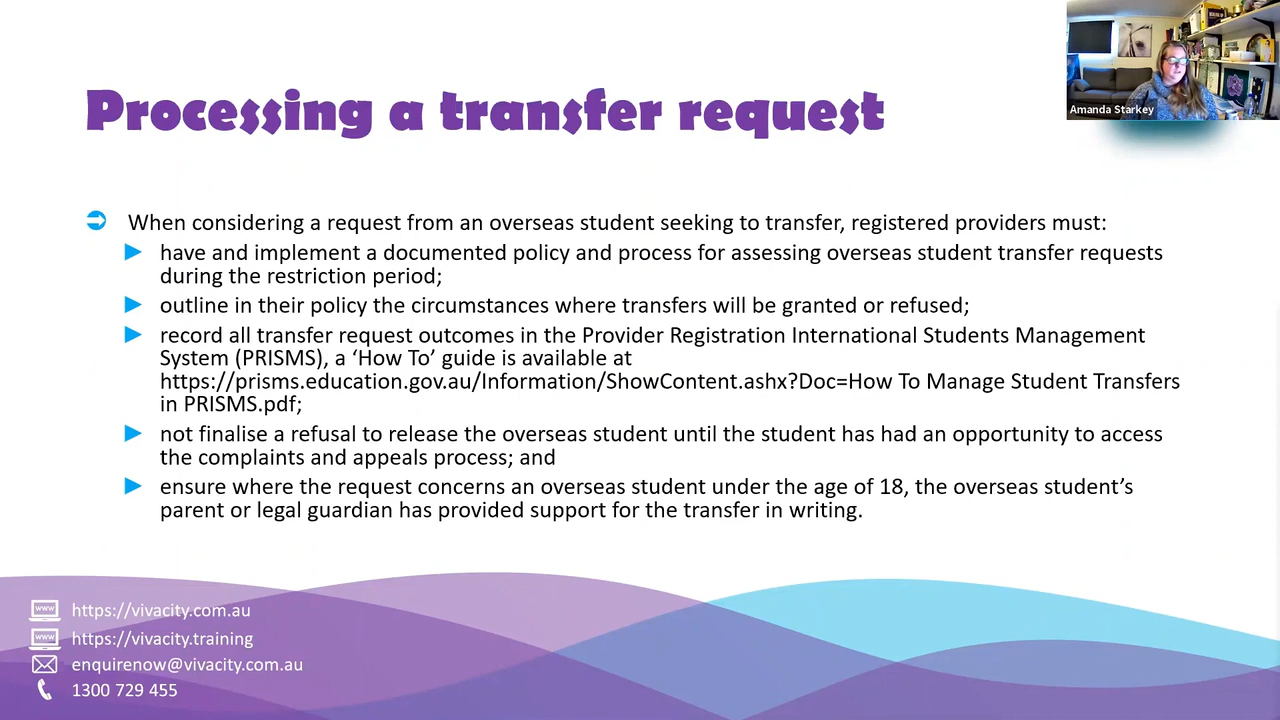 Amanda Starkey
Processing a transfer request
When considering a request from an overseas student seeking to transfer, registered providers must:
have and implement a documented policy and process for assessing overseas student transfer requests
during the restriction period;
outline in their policy the circumstances where transfers will be granted or refused;
record all transfer request outcomes in the Provider Registration International Students Management
System (PRISMS), a ‘How To’ guide is available at
https://prisms.education.gov.au/Information/ShowContent.ashx?Doc=How To Manage Student Transfers
in PRISMS.pdf;
not finalise a refusal to release the overseas student until the student has had an opportunity to access
the complaints and appeals process; and
ensure where the request concerns an overseas student under the age of 18, the overseas student’s
parent or legal guardian has provided support for the transfer in writing.
www https://vivacity.com.au
www https://vivacity.training
enquirenow@vivacity.com.au
1300 729 455